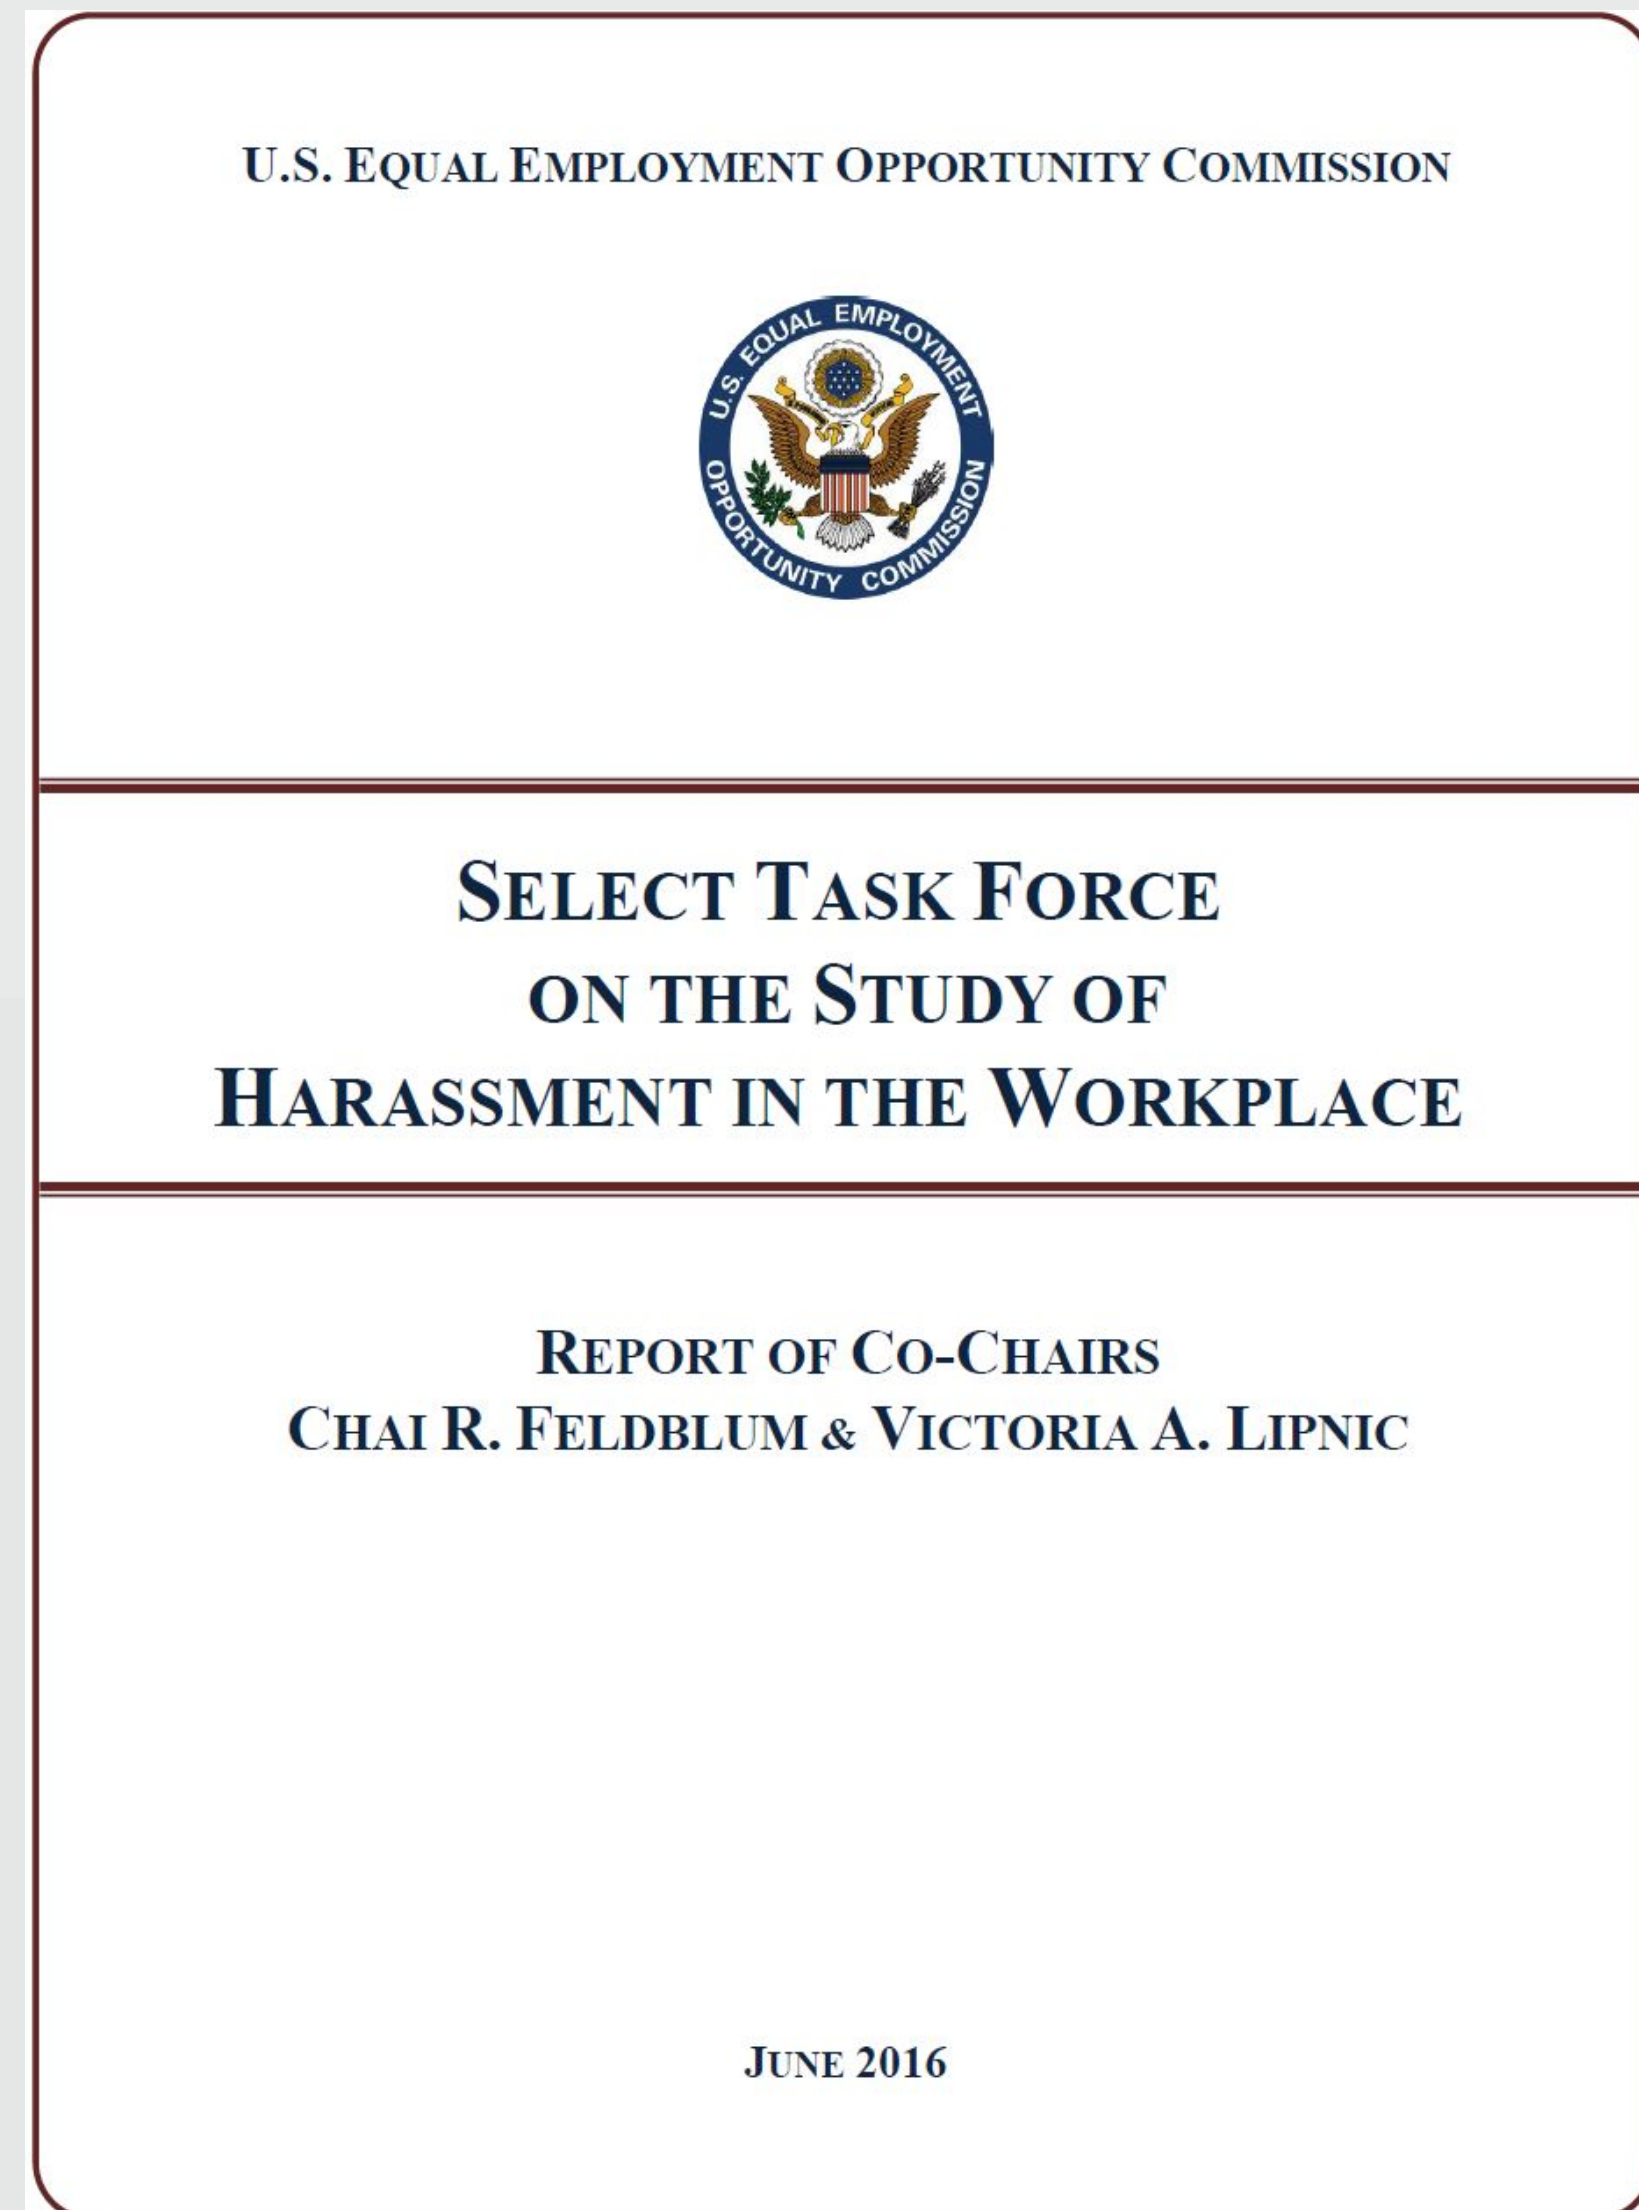 U.S. EQUAL EMPLOYMENT OPPORTUNITY COMMISSION
U.S. EQUAL EMPLOYMENT
OPPORTUNITY COMMISSION
SELECT TASK FORCE
ON THE STUDY OF
HARASSMENT IN THE WORKPLACE
REPORT OF CO-CHAIRS
CHAI R. FELDBLUM & VICTORIA A. LIPNIC
JUNE 2016